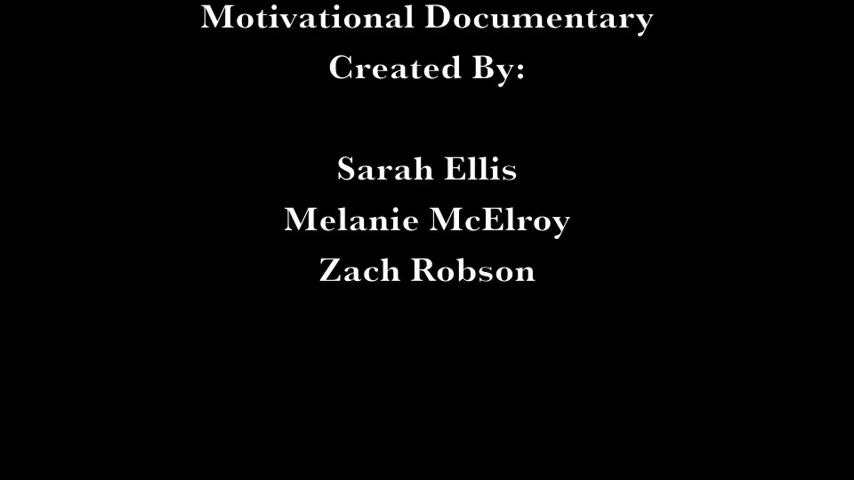 Motivational Documentary
Created By:
Sarah Ellis
Melanie McElroy
Zach Robson